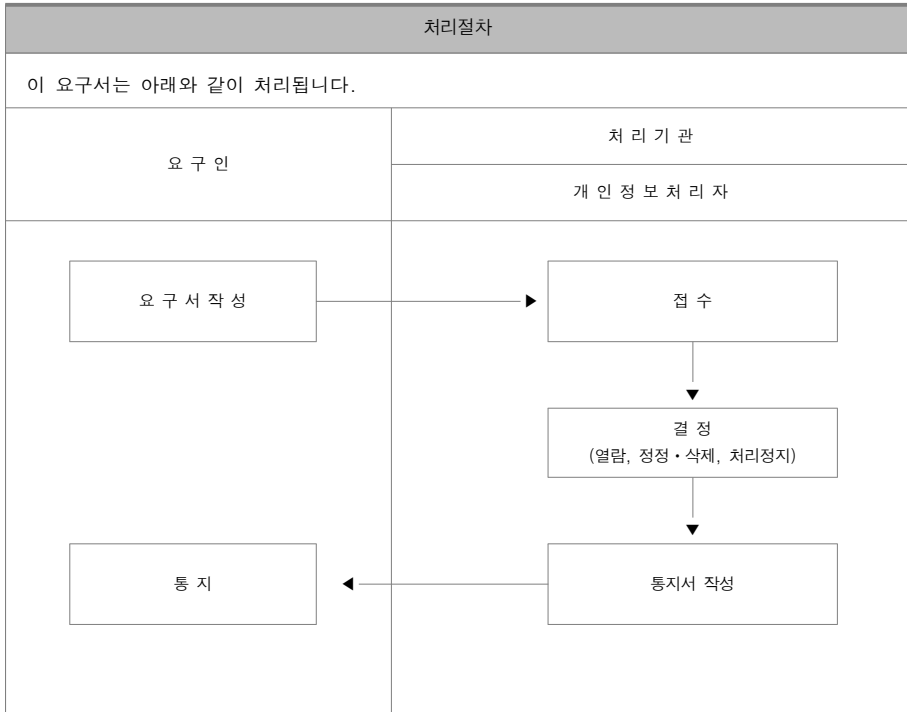 처리절차
이 요구서는 아래와 같이 처리됩니다.
요 구 인
처 리 기 관
개 인 정 보 처 리 자
요 구 서 작 성
접 수
결 정
(열람, 정정・삭제, 처리정지)
통 지
통지서 작성